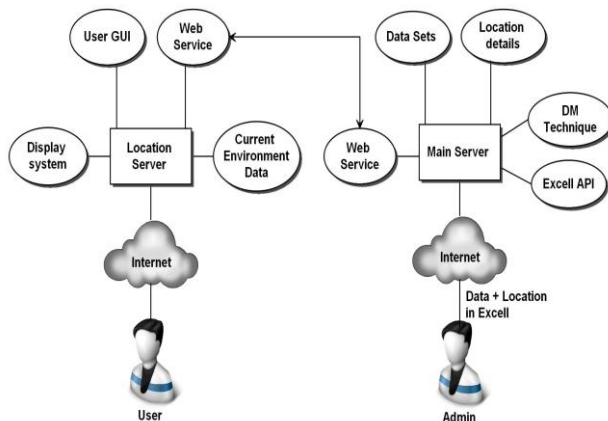 User GUI
Web
Service
Data Sets
Location
details
Display
system
Location
Server
Current
Environment
Data
Web
Service
Main Server
DM
Technique
Excell API
Internet
Internet
Data + Location
in Excell
User
Admin